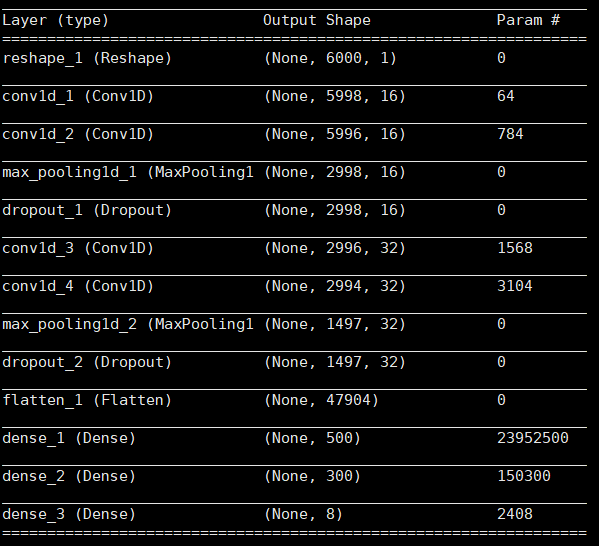 Layer (type) Output Shape Param #
=================================================================
reshape_1 (Reshape) (None, 6000, 1) 0
conv1d_1 (Conv1D) (None, 5998, 16) 64
conv1d_2 (Conv1D) (None, 5996, 16) 784
max_pooling1d_1 (MaxPooling1 (None, 2998, 16) 0
dropout_1 (Dropout) (None, 2998, 16) 0
conv1d_3 (Conv1D) (None, 2996, 32) 1568
conv1d_4 (Conv1D) (None, 2994, 32) 3104
max_pooling1d_2 (MaxPooling1 (None, 1497, 32) 0
dropout_2 (Dropout) (None, 1497, 32) 0
flatten_1 (Flatten) (None, 47904) 0
dense_1 (Dense) (None, 500) 23952500
dense_2 (Dense) (None, 300) 150300
dense_3 (Dense) (None, 8) 2408
=================================================================